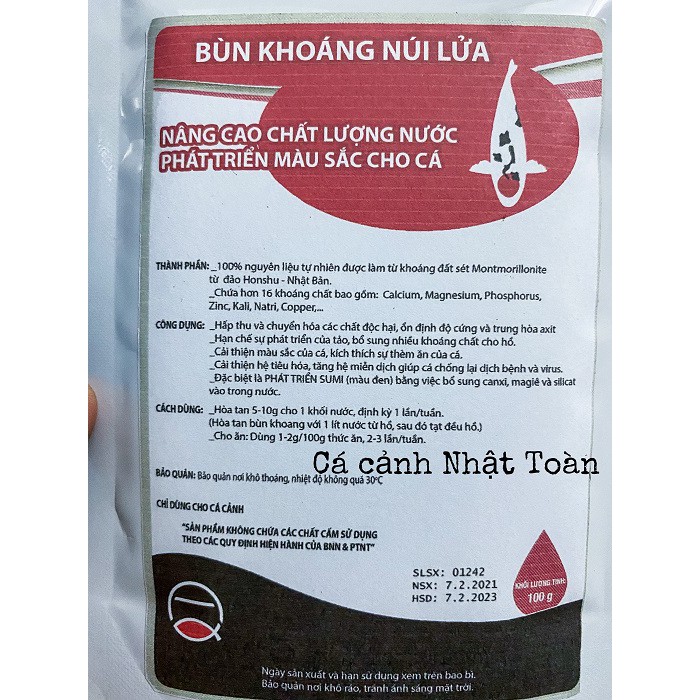 BÙN KHOÁNG NÚI LỬA
NÂNG CAO CHẤT LƯỢNG NƯỚC
PHÁT TRIỂN MÀU SẮC CHO CÁ
THÀNH PHẦN: _100% nguyên liệu tự nhiên được làm từ khoáng đất sét Montmorillonite
từ đảo Honshu - Nhật Bản.
_Chứa hơn 16 khoáng chất bao gồm: Calcium, Magnesium, Phosphorus,
Zinc, Kali, Natri, Copper,...
CÔNG DỤNG: _Hấp thu và chuyển hóa các chất độc hại, ổn định độ cứng và trung hòa axit
_Hạn chế sự phát triển của tảo, bổ sung nhiều khoáng chất cho hồ.
_Cải thiện màu sắc của cá, kích thích sự thèm ăn của cá.
_Cải thiện hệ tiêu hóa, tăng hệ miễn dịch giúp cá chống lại dịch bệnh và virus.
_Đặc biệt là PHÁT TRIỂN SUMI (màu đen) bằng việc bổ sung canxi, magiê và silicat
vào trong nước.
CÁCH DÙNG: _Hòa tan 5-10g cho 1 khối nước, định kỳ 1 lần/tuần.
(Hòa tan bùn khoang với 1 lít nước từ hồ, sau đó tạt đều hồ.)
_Cho ăn: Dùng 1-2g/100g thức ăn, 2-3 lần/tuần.
Cá cảnh Nhật Toàn
BẢO QUẢN: Bảo quản nơi khô thoáng, nhiệt độ không quá 30°C
CHỈ DÙNG CHO CÁ CẢNH
"SẢN PHẨM KHÔNG CHỨA CÁC CHẤT CẤM SỬ DỤNG
THEO CÁC QUY ĐỊNH HIỆN HÀNH CỦA BNN & PTNT"
SLSX: 01242
NSX: 7.2.2021
HSD: 7.2.2023
KHỐI LƯỢNG TỊNH:
100 g
Ngày sản xuất và hạn sử dụng xem trên bao bì.
Bảo quản nơi khô ráo, tránh ánh sáng mặt trời.